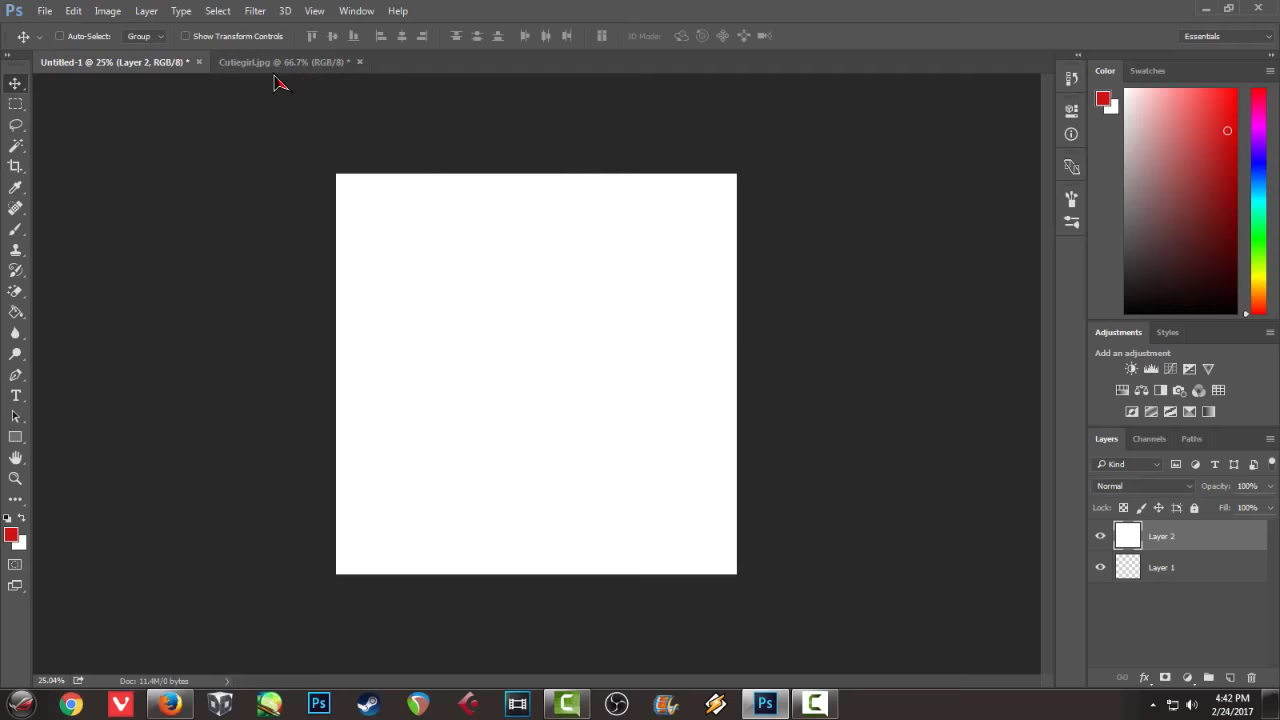 Ps File Edit Image Layer Type Select Filter 3D View Window Help
Auto-Select: Group Show Transform Controls 3D Mode: Essentials
Untitled-1 @ 25% (Layer 2, RGB/8) * × Cutiegirl.jpg @ 66.7% (RGB/8) * ×
Color Swatches
Adjustments Styles
Add an adjustment
Layers Channels Paths
Kind
Normal Opacity: 100%
Lock: Fill: 100%
Layer 2
Layer 1
25.04% Doc: 11.4M/0 bytes
4:42 PM
2/24/2017